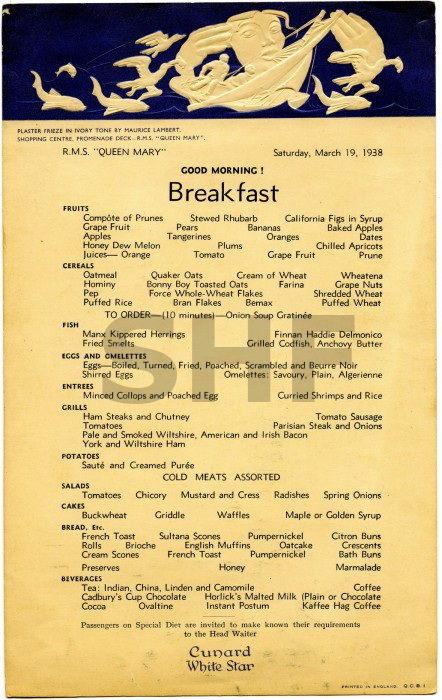 PLASTER FRIEZE IN IVORY TONE BY MAURICE LAMBERT.
SHOPPING CENTRE, PROMENADE DECK—R.M.S. "QUEEN MARY".
R.M.S. "QUEEN MARY" Saturday, March 19, 1938
GOOD MORNING !
Breakfast
FRUITS
Compôte of Prunes Stewed Rhubarb California Figs in Syrup
Grape Fruit Pears Bananas Baked Apples
Apples Tangerines Oranges Dates
Honey Dew Melon Plums Chilled Apricots
Juices— Orange Tomato Grape Fruit Prune
CEREALS
Oatmeal Quaker Oats Cream of Wheat Wheatena
Hominy Bonny Boy Toasted Oats Farina Grape Nuts
Pep Force Whole-Wheat Flakes Shredded Wheat
Puffed Rice Bran Flakes Bemax Puffed Wheat
TO ORDER—(10 minutes)—Onion Soup Gratinée
FISH
Manx Kippered Herrings Finnan Haddie Delmonico
Fried Smelts Grilled Codfish, Anchovy Butter
EGGS AND OMELETTES
Eggs—Boiled, Turned, Fried, Poached, Scrambled and Beurre Noir
Shirred Eggs Omelettes: Savoury, Plain, Algerienne
ENTREES
Minced Collops and Poached Egg Curried Shrimps and Rice
GRILLS
Ham Steaks and Chutney Tomato Sausage
Tomatoes Parisian Steak and Onions
Pale and Smoked Wiltshire, American and Irish Bacon
York and Wiltshire Ham
POTATOES
Sauté and Creamed Purée
COLD MEATS ASSORTED
SALADS
Tomatoes Chicory Mustard and Cress Radishes Spring Onions
CAKES
Buckwheat Griddle Waffles Maple or Golden Syrup
BREAD, Etc.
French Toast Sultana Scones Pumpernickel Citron Buns
Rolls Brioche English Muffins Oatcake Crescents
Cream Scones French Toast Pumpernickel Bath Buns
Preserves Honey Marmalade
BEVERAGES
Tea: Indian, China, Linden and Camomile Coffee
Cadbury's Cup Chocolate Horlick's Malted Milk (Plain or Chocolate
Cocoa Ovaltine Instant Postum Kaffee Hag Coffee
Passengers on Special Diet are invited to make known their requirements
to the Head Waiter
Cunard
White Star
PRINTED IN ENGLAND. Q.C.B.1
SHF